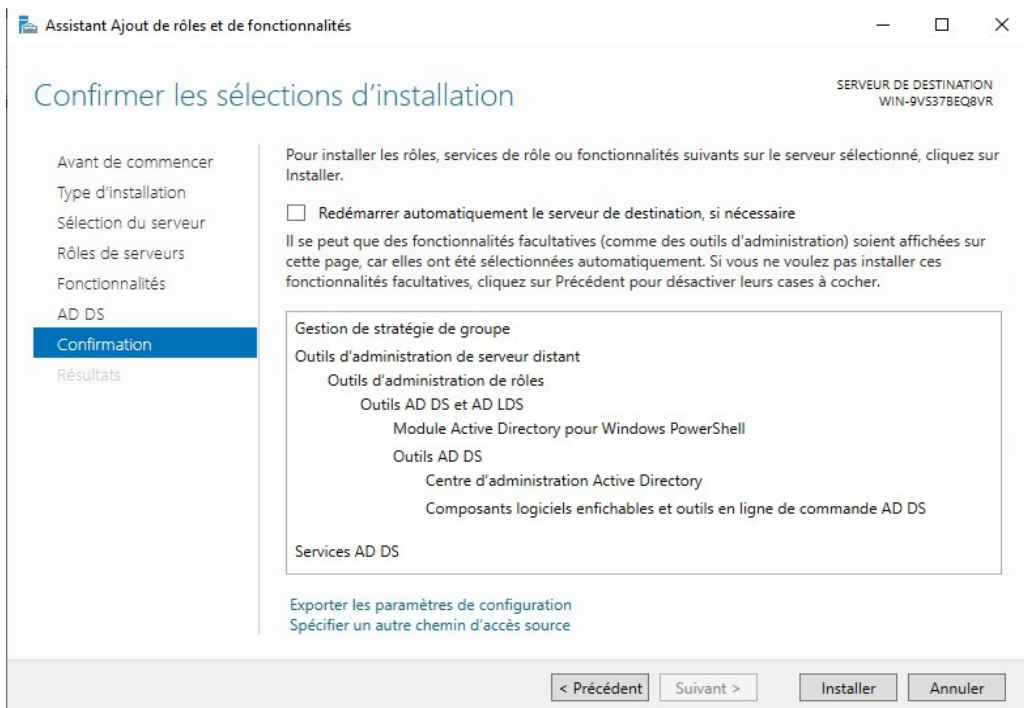 Assistant Ajout de rôles et de fonctionnalités
Confirmer les sélections d'installation
SERVEUR DE DESTINATION
WIN-9VS37BEQ8VR
Avant de commencer
Type d'installation
Sélection du serveur
Rôles de serveurs
Fonctionnalités
AD DS
Confirmation
Résultats
Pour installer les rôles, services de rôle ou fonctionnalités suivants sur le serveur sélectionné, cliquez sur
Installer.
Redémarrer automatiquement le serveur de destination, si nécessaire
Il se peut que des fonctionnalités facultatives (comme des outils d'administration) soient affichées sur
cette page, car elles ont été sélectionnées automatiquement. Si vous ne voulez pas installer ces
fonctionnalités facultatives, cliquez sur Précédent pour désactiver leurs cases à cocher.
Gestion de stratégie de groupe
Outils d'administration de serveur distant
Outils d'administration de rôles
Outils AD DS et AD LDS
Module Active Directory pour Windows PowerShell
Outils AD DS
Centre d'administration Active Directory
Composants logiciels enfichables et outils en ligne de commande AD DS
Services AD DS
Exporter les paramètres de configuration
Spécifier un autre chemin d'accès source
< Précédent
Suivant >
Installer
Annuler